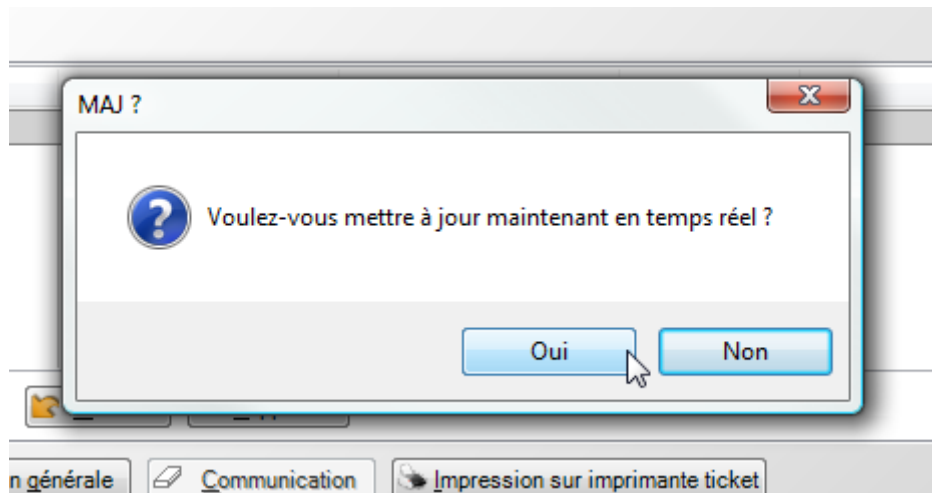 MAJ ?
Voulez-vous mettre à jour maintenant en temps réel ?
Oui Non
n générale Communication Impression sur imprimante ticket